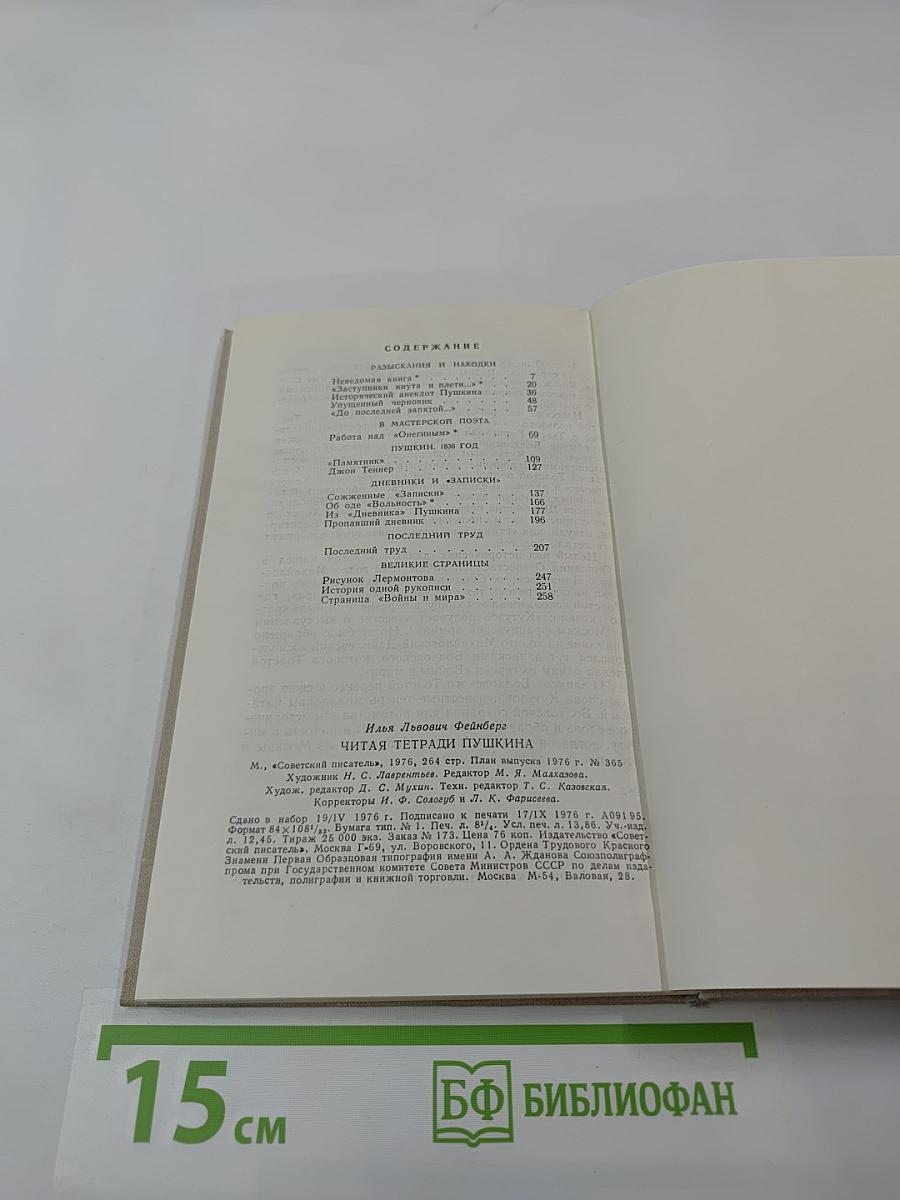 СОДЕРЖАНИЕ
РАЗЫСКАНИЯ И НАХОДКИ
Неведомая книга * . . . . . . . 7
«Заступники кнута и плети...» * . . 20
Исторический анекдот Пушкина . . . 36
Упущенный черновик . . . . . . 48
«До последней запятой...» . . . . 57
В МАСТЕРСКОЙ ПОЭТА
Работа над «Онегиным» * . . . . 69
ПУШКИН. 1836 ГОД
«Памятник» . . . . . . . . . . 109
Джон Теннер . . . . . . . . . 127
ДНЕВНИКИ И «ЗАПИСКИ»
Сожженные «Записки» . . . . . 137
Об оде «Вольность» * . . . . . . 166
Из «Дневника» Пушкина . . . . 177
Пропавший дневник . . . . . . . 196
ПОСЛЕДНИЙ ТРУД
Последний труд . . . . . . . . 207
ВЕЛИКИЕ СТРАНИЦЫ
Рисунок Лермонтова . . . . . . 247
История одной рукописи . . . . . 251
Страница «Войны и мира» . . . . 258
Илья Львович Фейнберг
ЧИТАЯ ТЕТРАДИ ПУШКИНА
М., «Советский писатель», 1976, 264 стр. План выпуска 1976 г. № 365
Художник Н. С. Лаврентьев. Редактор М. Я. Малхазова.
Худож. редактор Д. С. Мухин. Техн. редактор Т. С. Казовская.
Корректоры И. Ф. Сологуб и Л. К. Фарисеева.
Сдано в набор 19/IV 1976 г. Подписано к печати 17/IX 1976 г. А09195.
Формат 84×108¹/₃₂. Бумага тип. № 1. Печ. л. 8¹/₄. Усл. печ. л. 13,86. Уч.-изд.
л. 12,45. Тираж 25 000 экз. Заказ № 173. Цена 76 коп. Издательство «Совет-
ский писатель». Москва Г-69, ул. Воровского, 11. Ордена Трудового Красного
Знамени Первая Образцовая типография имени А. А. Жданова Союзполиграф-
прома при Государственном комитете Совета Министров СССР по делам изда-
тельств, полиграфии и книжной торговли. Москва М-54, Валовая, 28.
15 см
БФ БИБЛИОФАН